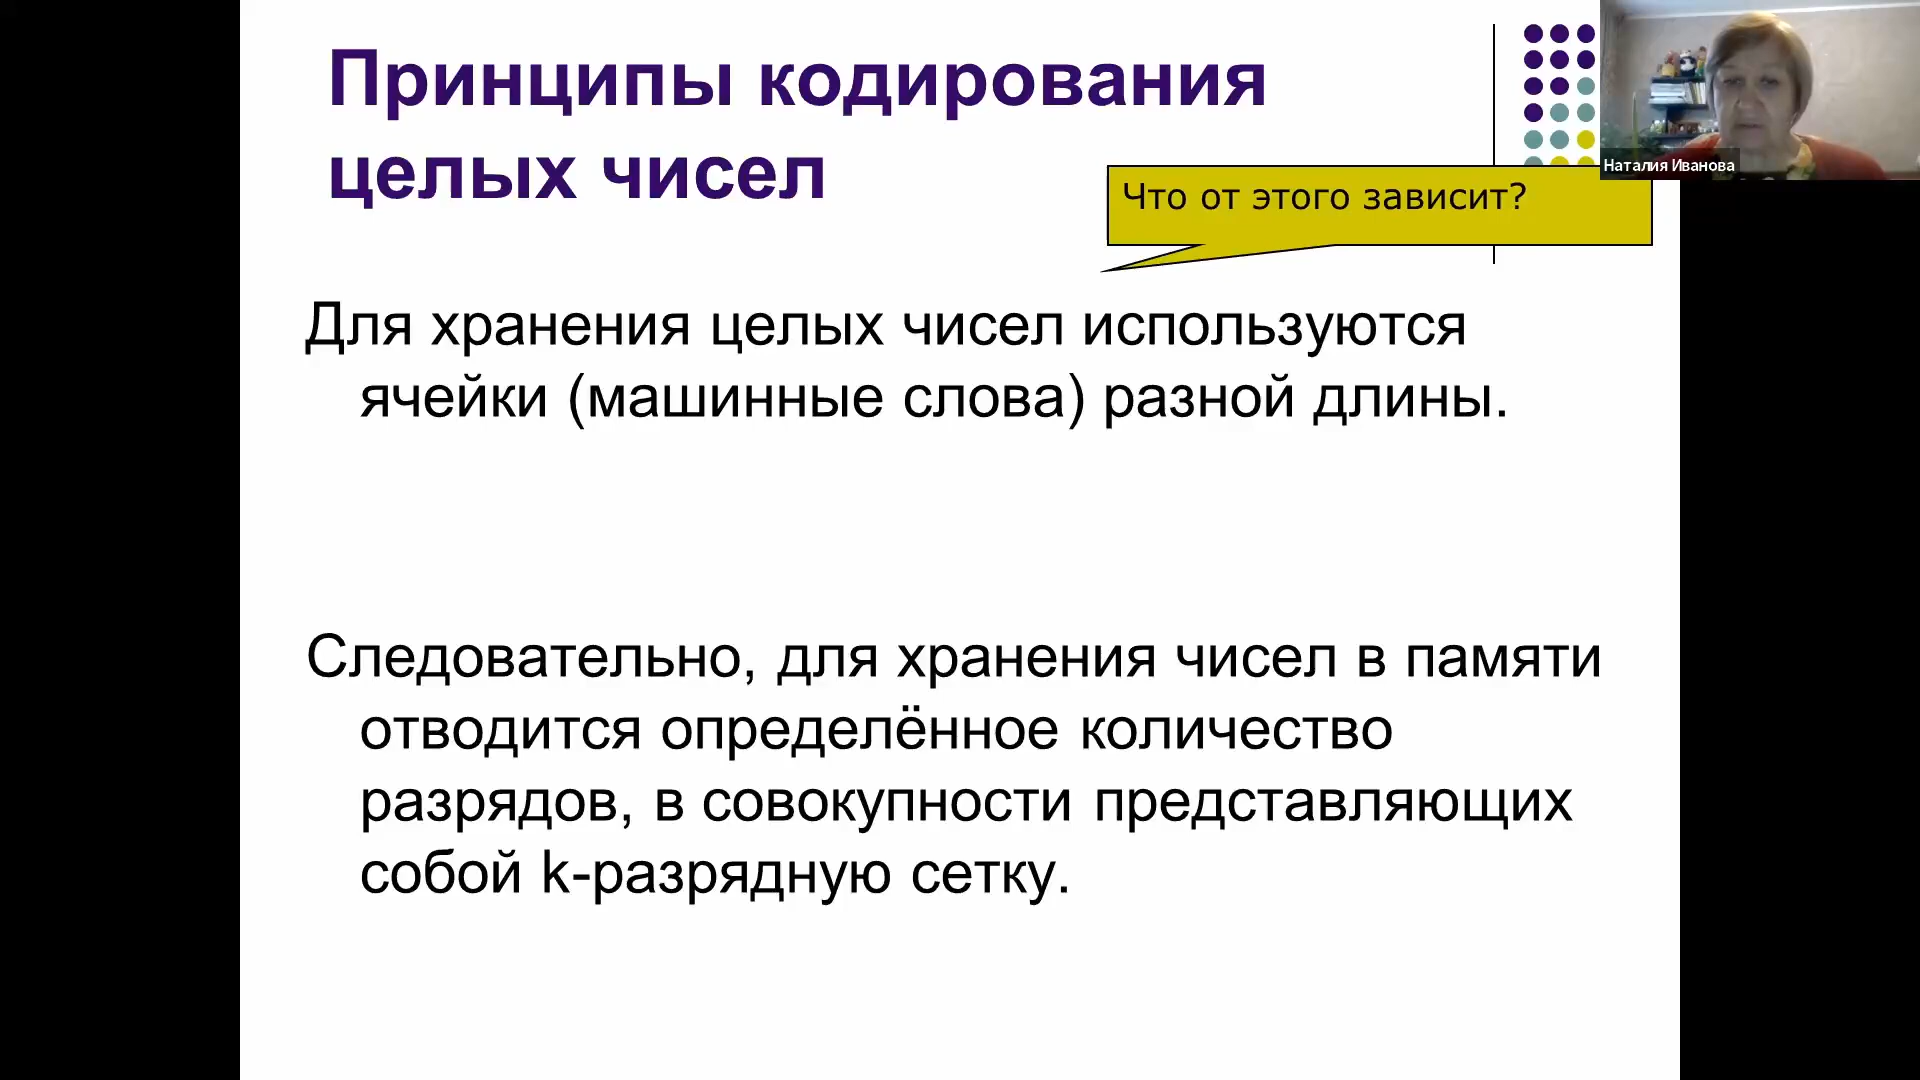 Принципы кодирования
целых чисел
Наталия Иванова
Что от этого зависит?
Для хранения целых чисел используются
ячейки (машинные слова) разной длины.
Следовательно, для хранения чисел в памяти
отводится определённое количество
разрядов, в совокупности представляющих
собой k-разрядную сетку.